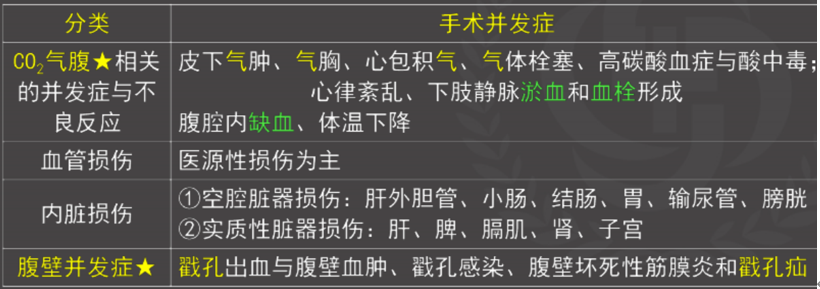 分类
手术并发症
CO₂气腹★相关
的并发症与不
良反应
皮下气肿、气胸、心包积气、气体栓塞、高碳酸血症与酸中毒;
心律紊乱、下肢静脉淤血和血栓形成
腹腔内缺血、体温下降
血管损伤
医源性损伤为主
内脏损伤
①空腔脏器损伤:肝外胆管、小肠、结肠、胃、输尿管、膀胱
②实质性脏器损伤:肝、脾、膈肌、肾、子宫
腹壁并发症★
戳孔出血与腹壁血肿、戳孔感染、腹壁坏死性筋膜炎和戳孔疝